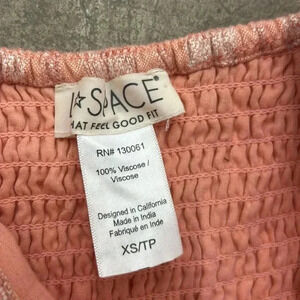 SPACE
THAT FEEL GOOD FIT
RN# 130061
100% Viscose /
Viscose
Designed in California
Made in India
Fabriqué en Inde
XS/TP